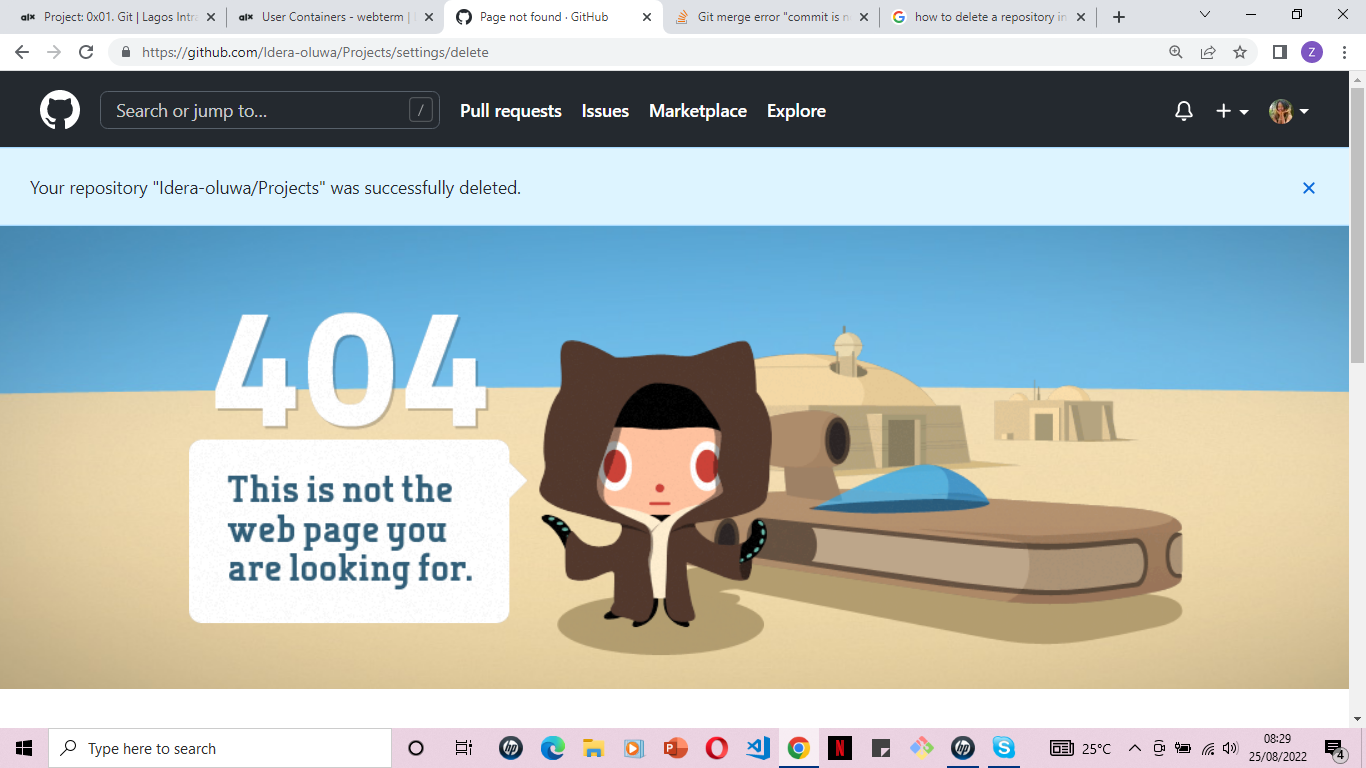 alx Project: 0x01. Git | Lagos Intra
alx User Containers - webterm |
Page not found · GitHub
Git merge error "commit is n
how to delete a repository in
https://github.com/Idera-oluwa/Projects/settings/delete
Z
Search or jump to... /
Pull requests Issues Marketplace Explore
Your repository "Idera-oluwa/Projects" was successfully deleted.
404
This is not the
web page you
are looking for.
Type here to search
25°C
08:29
25/08/2022
4